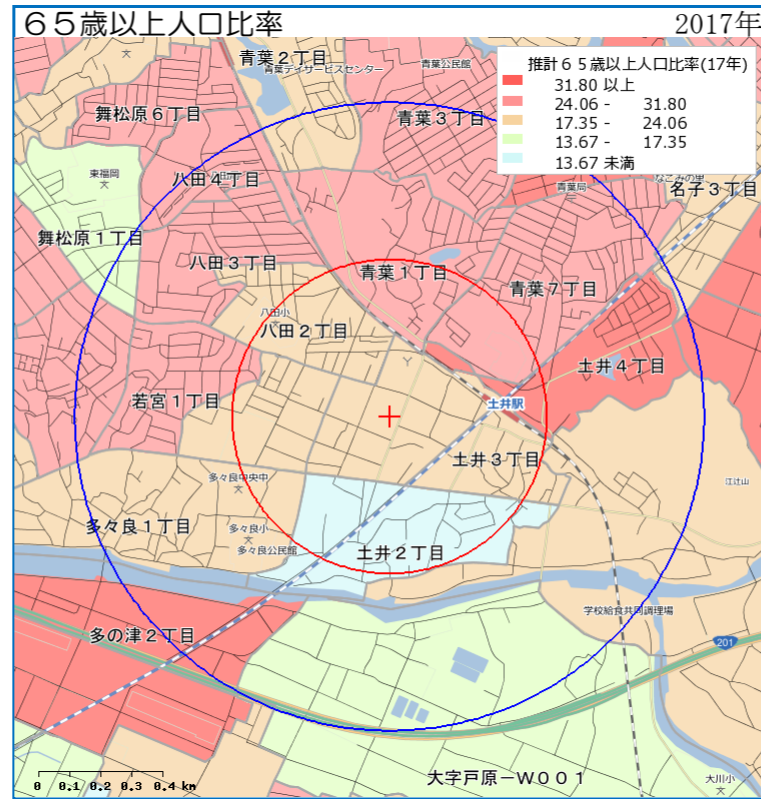 ６５歳以上人口比率
2017年
推計６５歳以上人口比率(17年)
31.80 以上
24.06 - 31.80
17.35 - 24.06
13.67 - 17.35
13.67 未満
青葉２丁目
青葉デイサービスセンター
青葉公民館
舞松原６丁目
青葉３丁目
東福岡
文
八田４丁目
青葉局
なごみの里
名子３丁目
舞松原１丁目
八田３丁目
青葉１丁目
青葉７丁目
八田小
文
八田２丁目
土井４丁目
若宮１丁目
土井駅
土井３丁目
多々良中央中
文
江辻山
多々良１丁目
多々良小
文
多々良公民館
土井２丁目
学校給食共同調理場
多の津２丁目
201
大字戸原－Ｗ００１
大川小
文
0 0.1 0.2 0.3 0.4 km